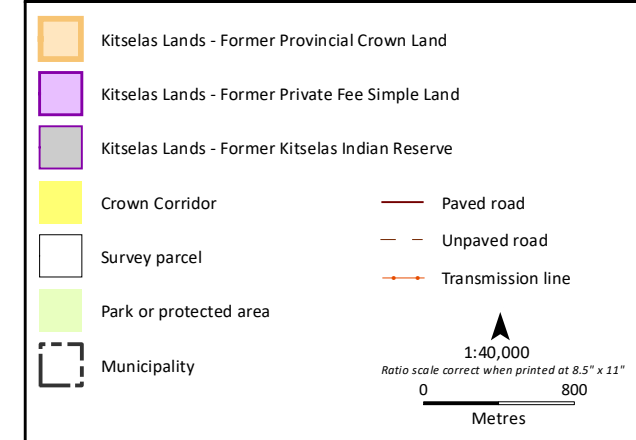 Kitselas Lands - Former Provincial Crown Land
Kitselas Lands - Former Private Fee Simple Land
Kitselas Lands - Former Kitselas Indian Reserve
Crown Corridor
Survey parcel
Park or protected area
Municipality
Paved road
Unpaved road
Transmission line
1:40,000
Ratio scale correct when printed at 8.5" x 11"
0 800
Metres